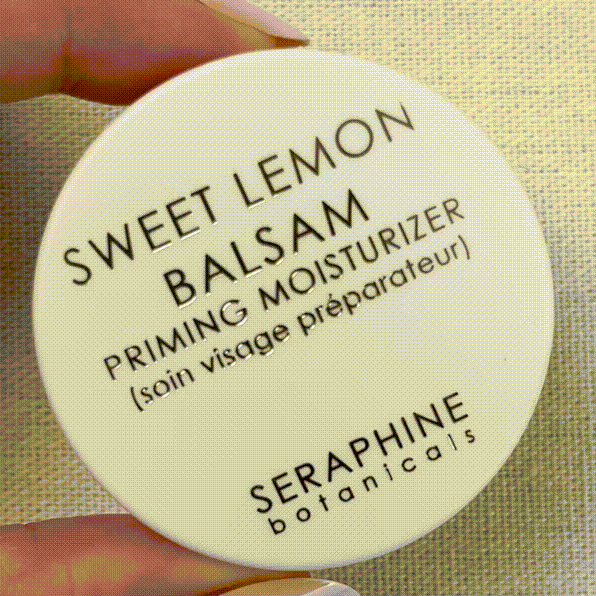 SWEET LEMON
BALSAM
PRIMING MOISTURIZER
(soin visage préparateur)
SERAPHINE
botanicals